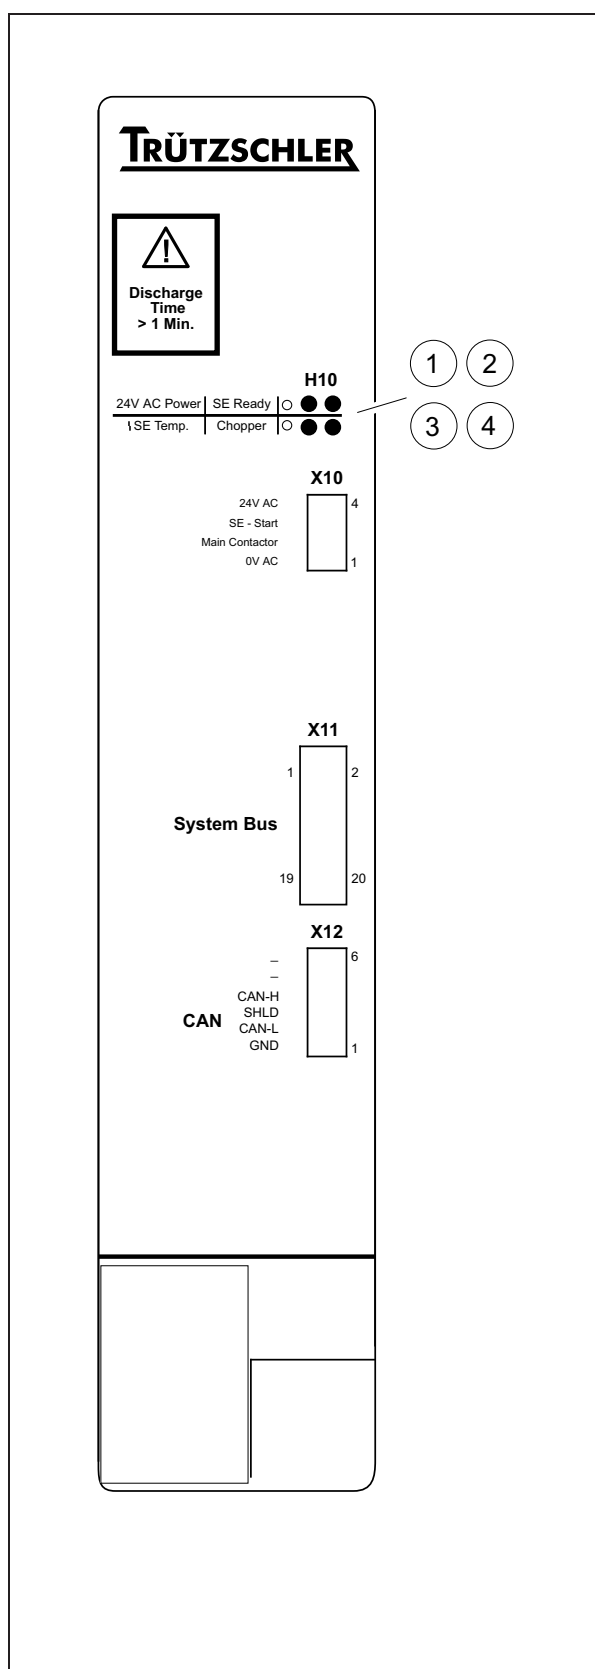 TRÜTZSCHLER
Discharge
Time
> 1 Min.
H10
24V AC Power SE Ready
SE Temp. Chopper
1 2
3 4
X10
24V AC 4
SE - Start
Main Contactor
0V AC 1
X11
1 2
System Bus
19 20
X12
– 6
–
CAN-H
SHLD
CAN
CAN-L
GND 1